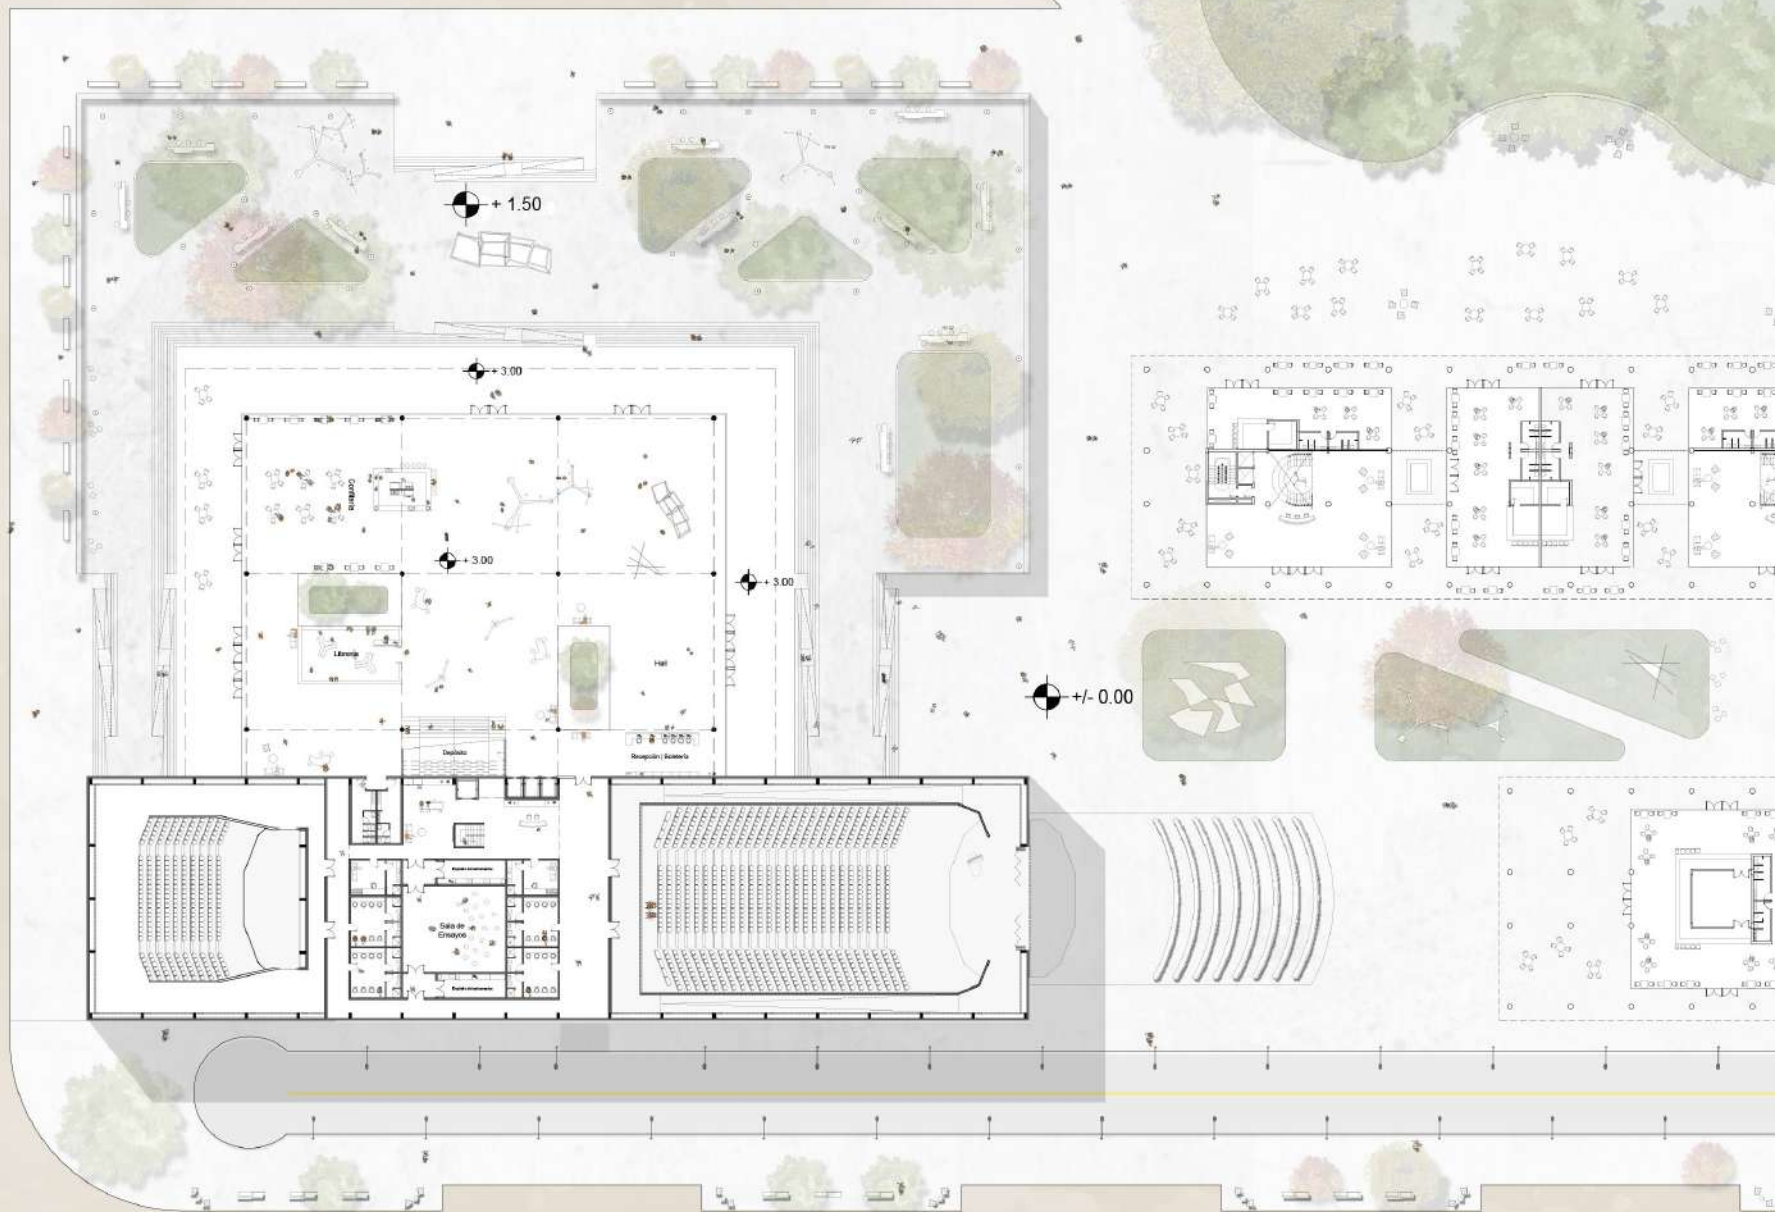 + 1.50
+ 3.00
Confitería
+ 3.00
+ 3.00
Librería
Hall
+/- 0.00
Depósito
Recepción | Boletería
Sala de
Ensayos